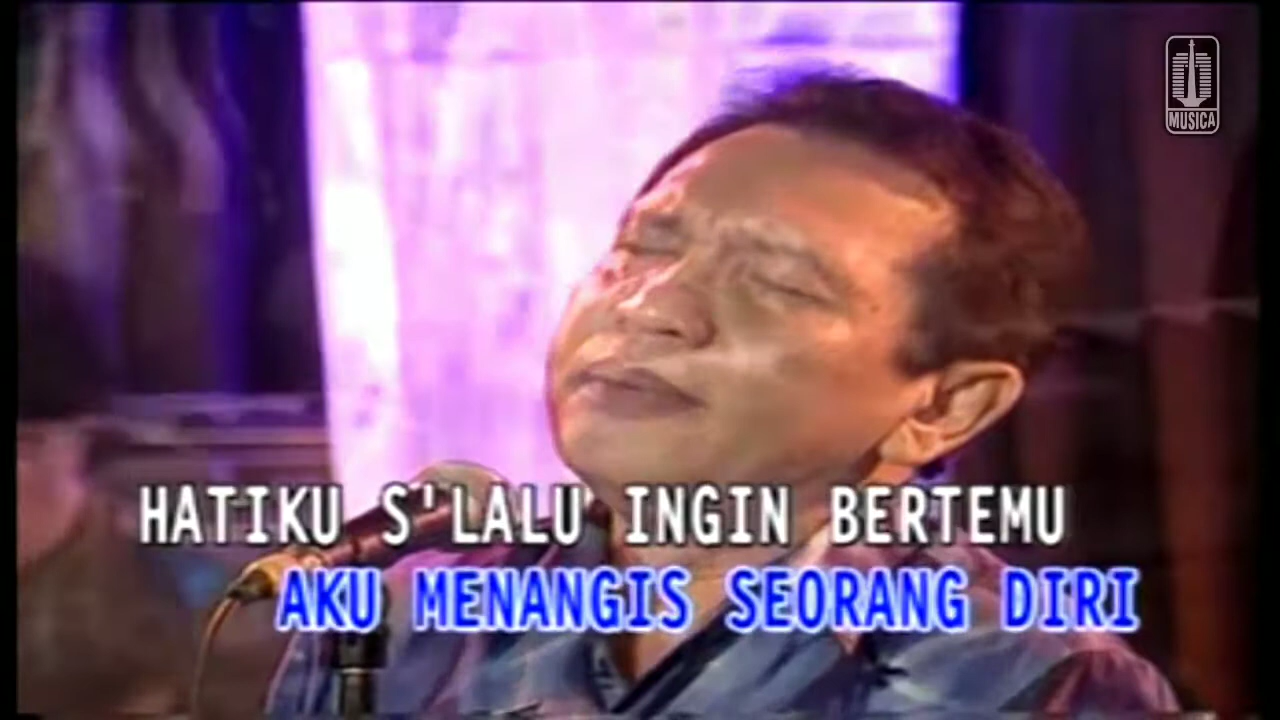 MUSICA
HATIKU S'LALU INGIN BERTEMU
AKU MENANGIS SEORANG DIRI